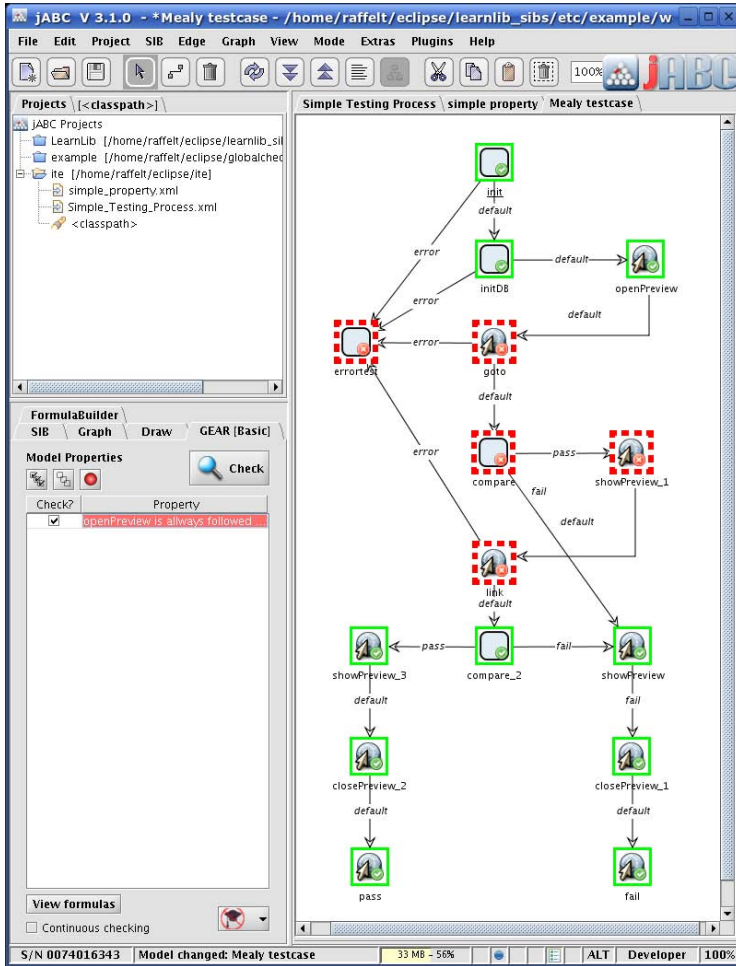 jABC V 3.1.0 - *Mealy testcase - /home/raffelt/eclipse/learnlib_sibs/etc/example/w
File Edit Project SIB Edge Graph View Mode Extras Plugins Help
100% jABC
Projects [<classpath>]
jABC Projects
LearnLib [/home/raffelt/eclipse/learnlib_sil
example [/home/raffelt/eclipse/globalchec
ite [/home/raffelt/eclipse/ite]
simple_property.xml
Simple_Testing_Process.xml
<classpath>
FormulaBuilder
SIB Graph Draw GEAR [Basic]
Model Properties
Check
Check? Property
openPreview is allways followed ...
View formulas
Continuous checking
Simple Testing Process simple property Mealy testcase
init
default
error
initDB
default
openPreview
error
default
errortest
error
goto
default
error
compare
pass
showPreview_1
fail
default
link
default
showPreview_3
pass
compare_2
fail
showPreview
default
fail
closePreview_2
closePreview_1
default
default
pass
fail
S/N 0074016343 Model changed: Mealy testcase 33 MB - 56% ALT Developer 100%